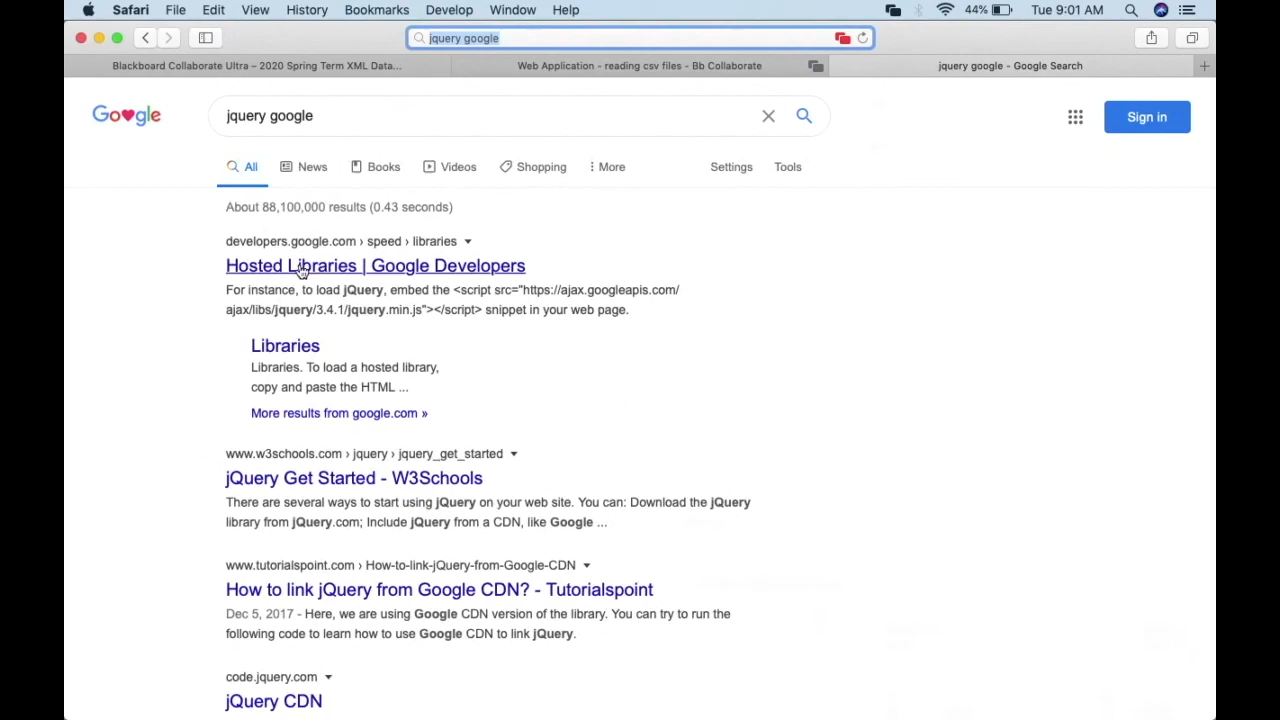 Safari File Edit View History Bookmarks Develop Window Help 44% Tue 9:01 AM
jquery google
Blackboard Collaborate Ultra – 2020 Spring Term XML Data... Web Application - reading csv files - Bb Collaborate jquery google - Google Search
Google jquery google Sign in
All News Books Videos Shopping More Settings Tools
About 88,100,000 results (0.43 seconds)
developers.google.com › speed › libraries
Hosted Libraries | Google Developers
For instance, to load jQuery, embed the <script src="https://ajax.googleapis.com/
ajax/libs/jquery/3.4.1/jquery.min.js"></script> snippet in your web page.
Libraries
Libraries. To load a hosted library,
copy and paste the HTML ...
More results from google.com »
www.w3schools.com › jquery › jquery_get_started
jQuery Get Started - W3Schools
There are several ways to start using jQuery on your web site. You can: Download the jQuery
library from jQuery.com; Include jQuery from a CDN, like Google ...
www.tutorialspoint.com › How-to-link-jQuery-from-Google-CDN
How to link jQuery from Google CDN? - Tutorialspoint
Dec 5, 2017 - Here, we are using Google CDN version of the library. You can try to run the
following code to learn how to use Google CDN to link jQuery.
code.jquery.com
jQuery CDN